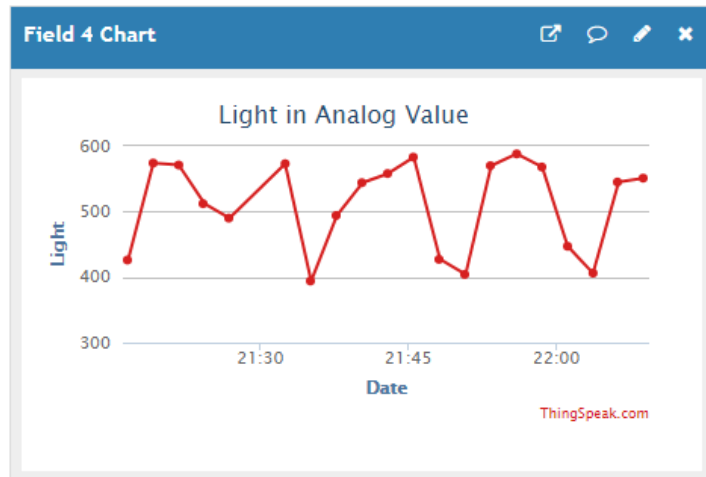 Field 4 Chart
Light in Analog Value
600
500
400
300
Light
21:30 21:45 22:00
Date
ThingSpeak.com